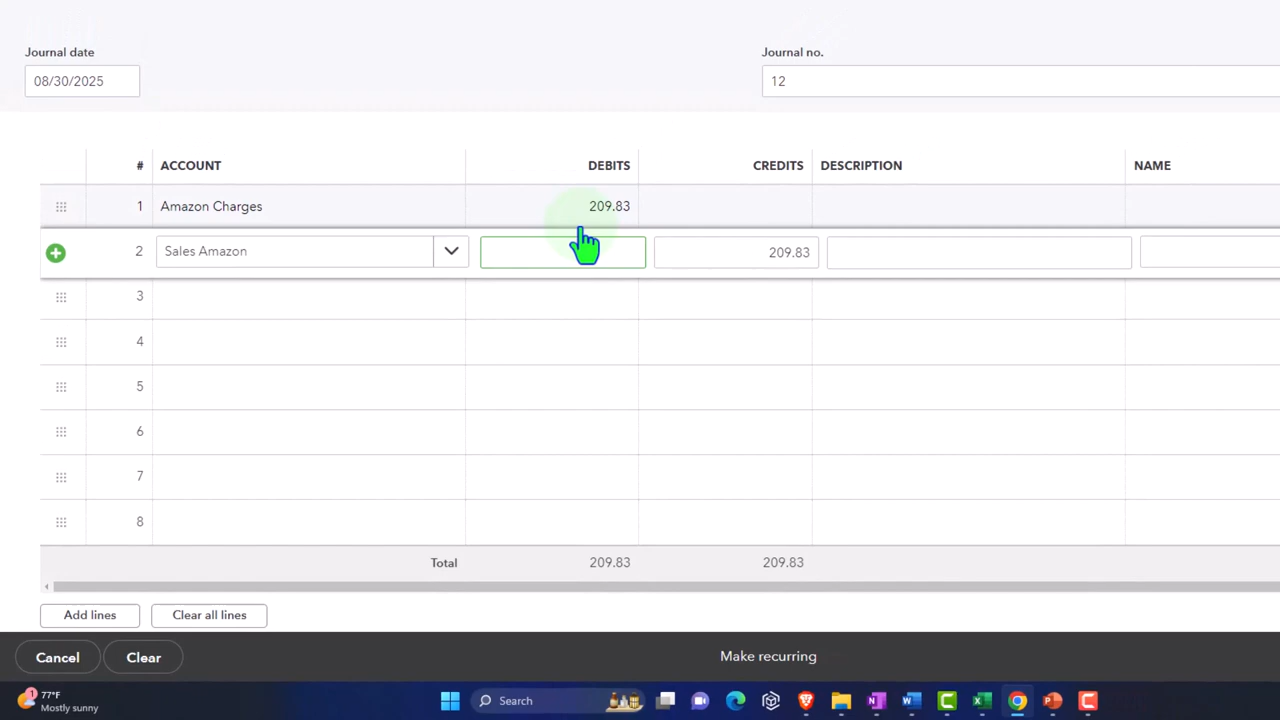 Journal date
Journal no.
08/30/2025
12
# ACCOUNT DEBITS CREDITS DESCRIPTION NAME
1 Amazon Charges 209.83
2 Sales Amazon 209.83
3
4
5
6
7
8
Total 209.83 209.83
Add lines Clear all lines
Cancel Clear Make recurring
1 77°F
Mostly sunny
Search